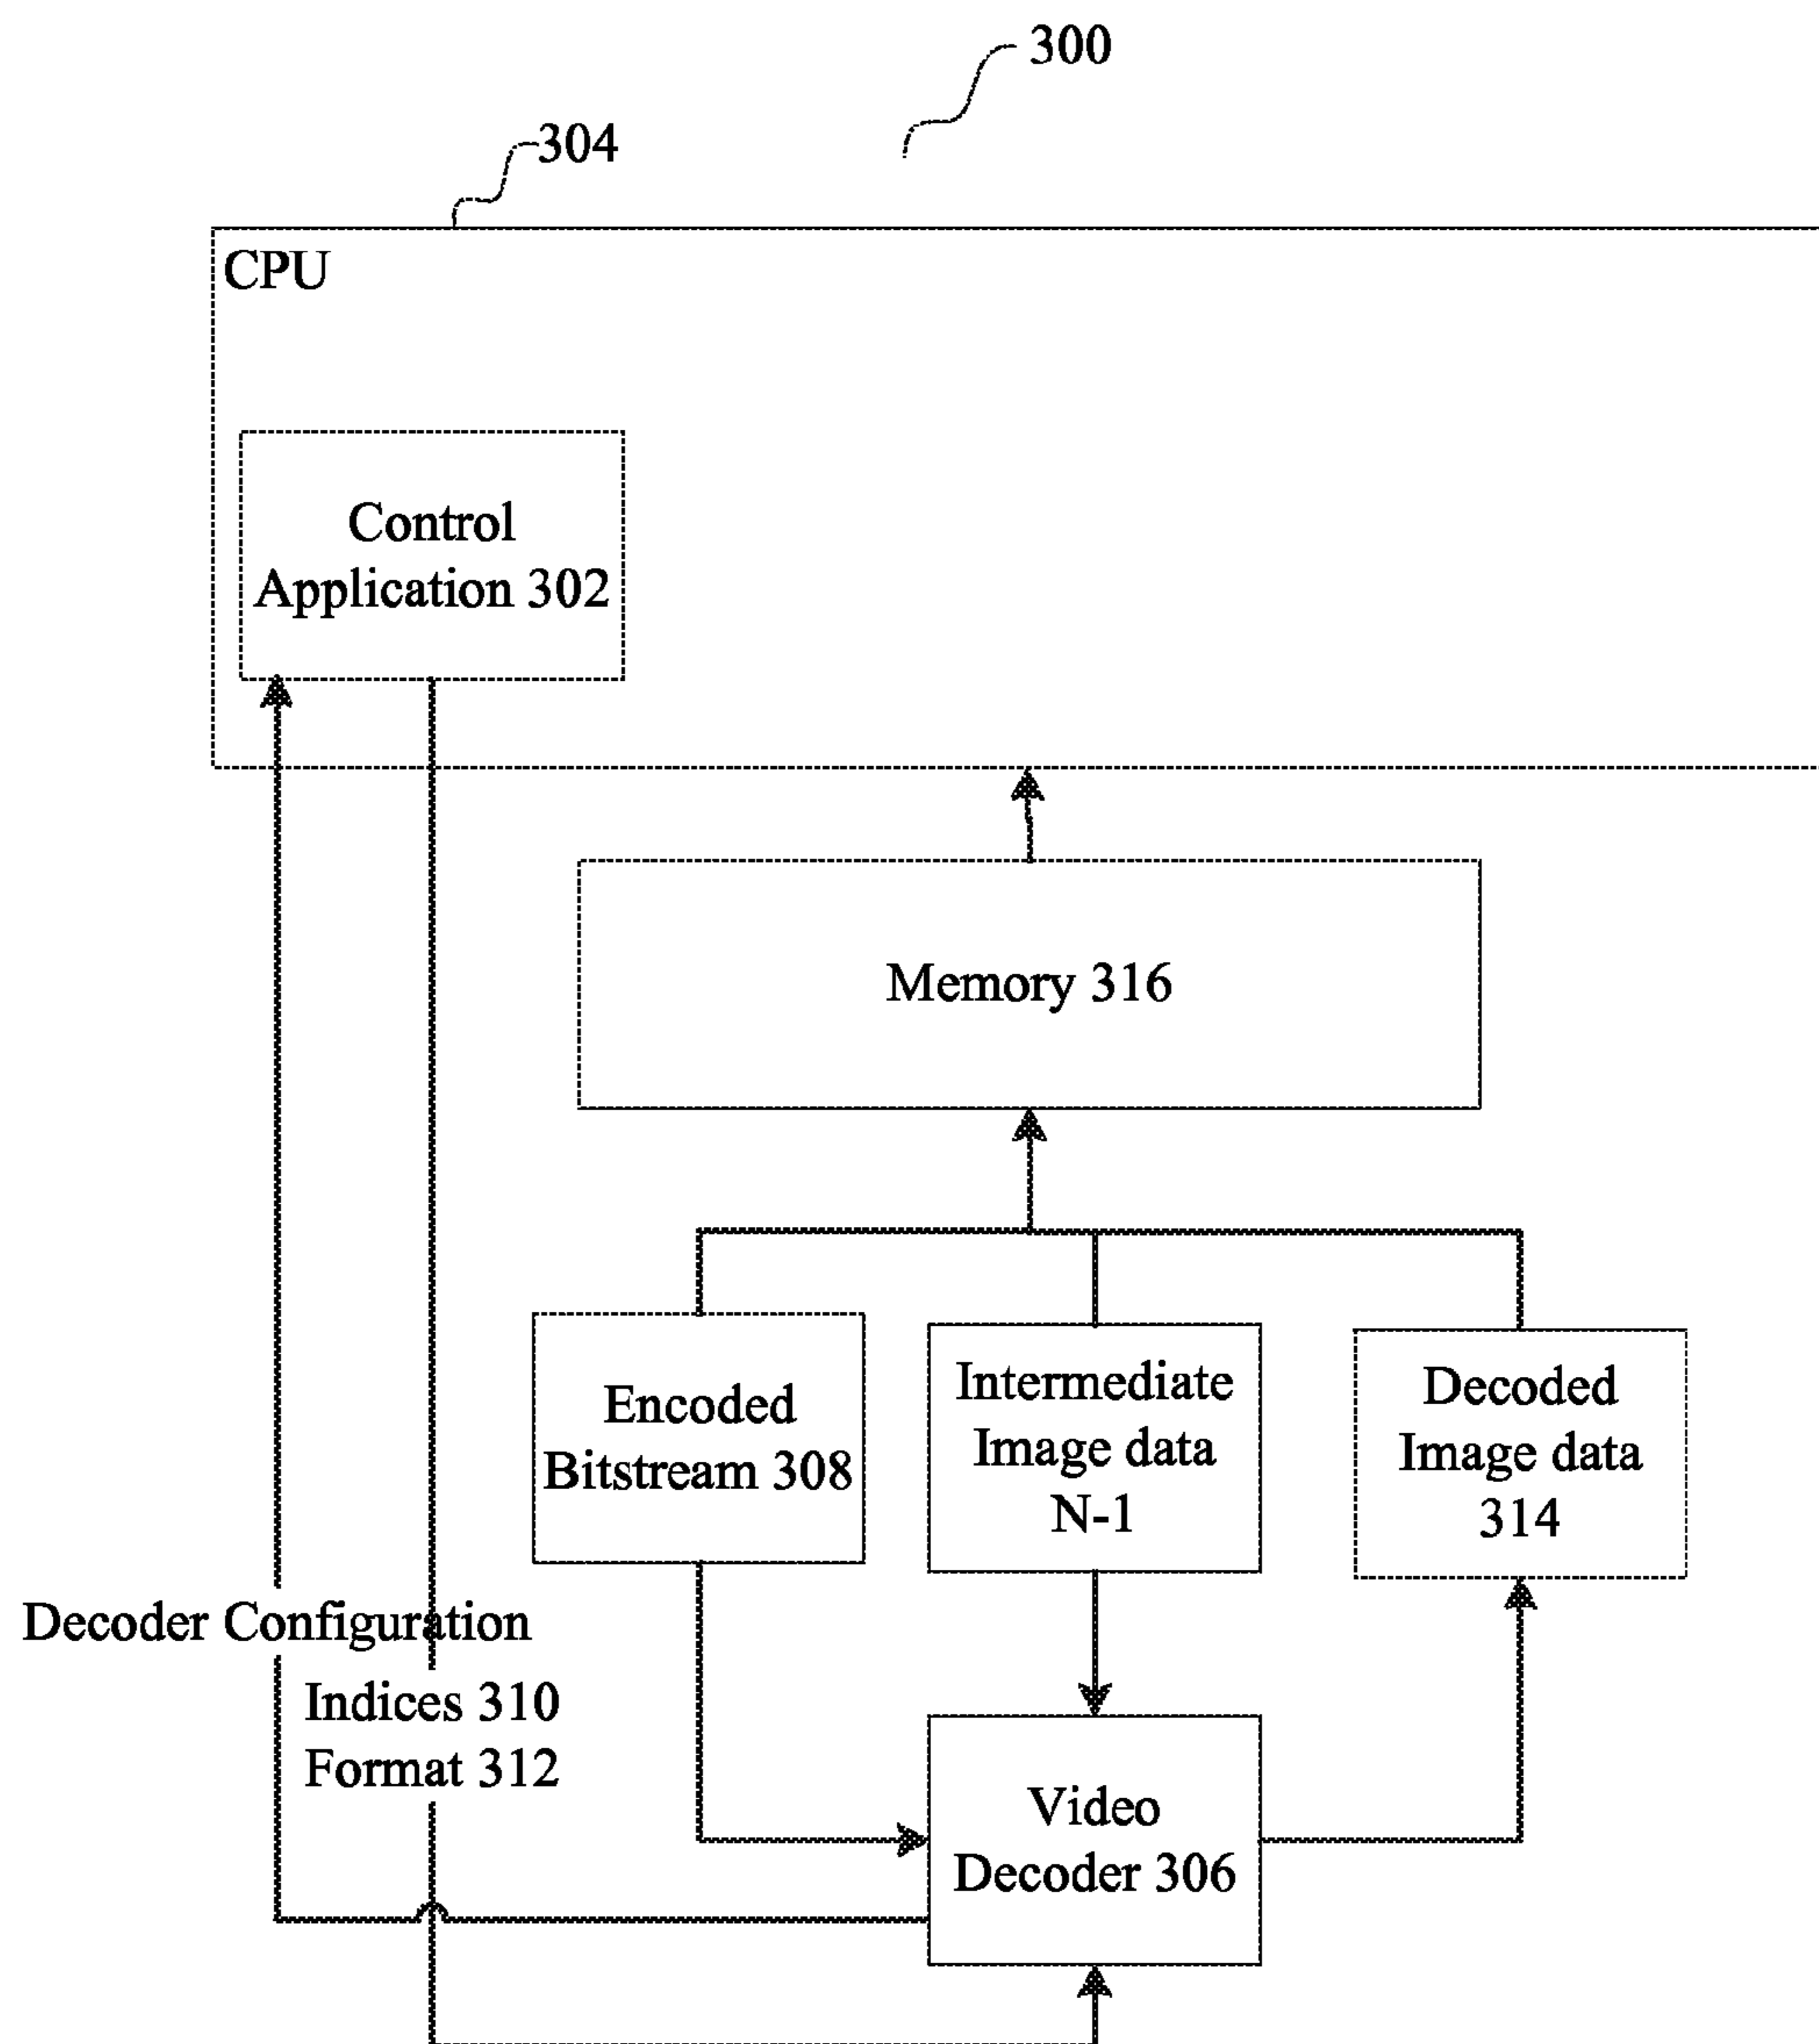 300
304
CPU
Control
Application 302
Memory 316
Encoded
Bitstream 308
Intermediate
Image data
N-1
Decoded
Image data
314
Decoder Configuration
Indices 310
Format 312
Video
Decoder 306